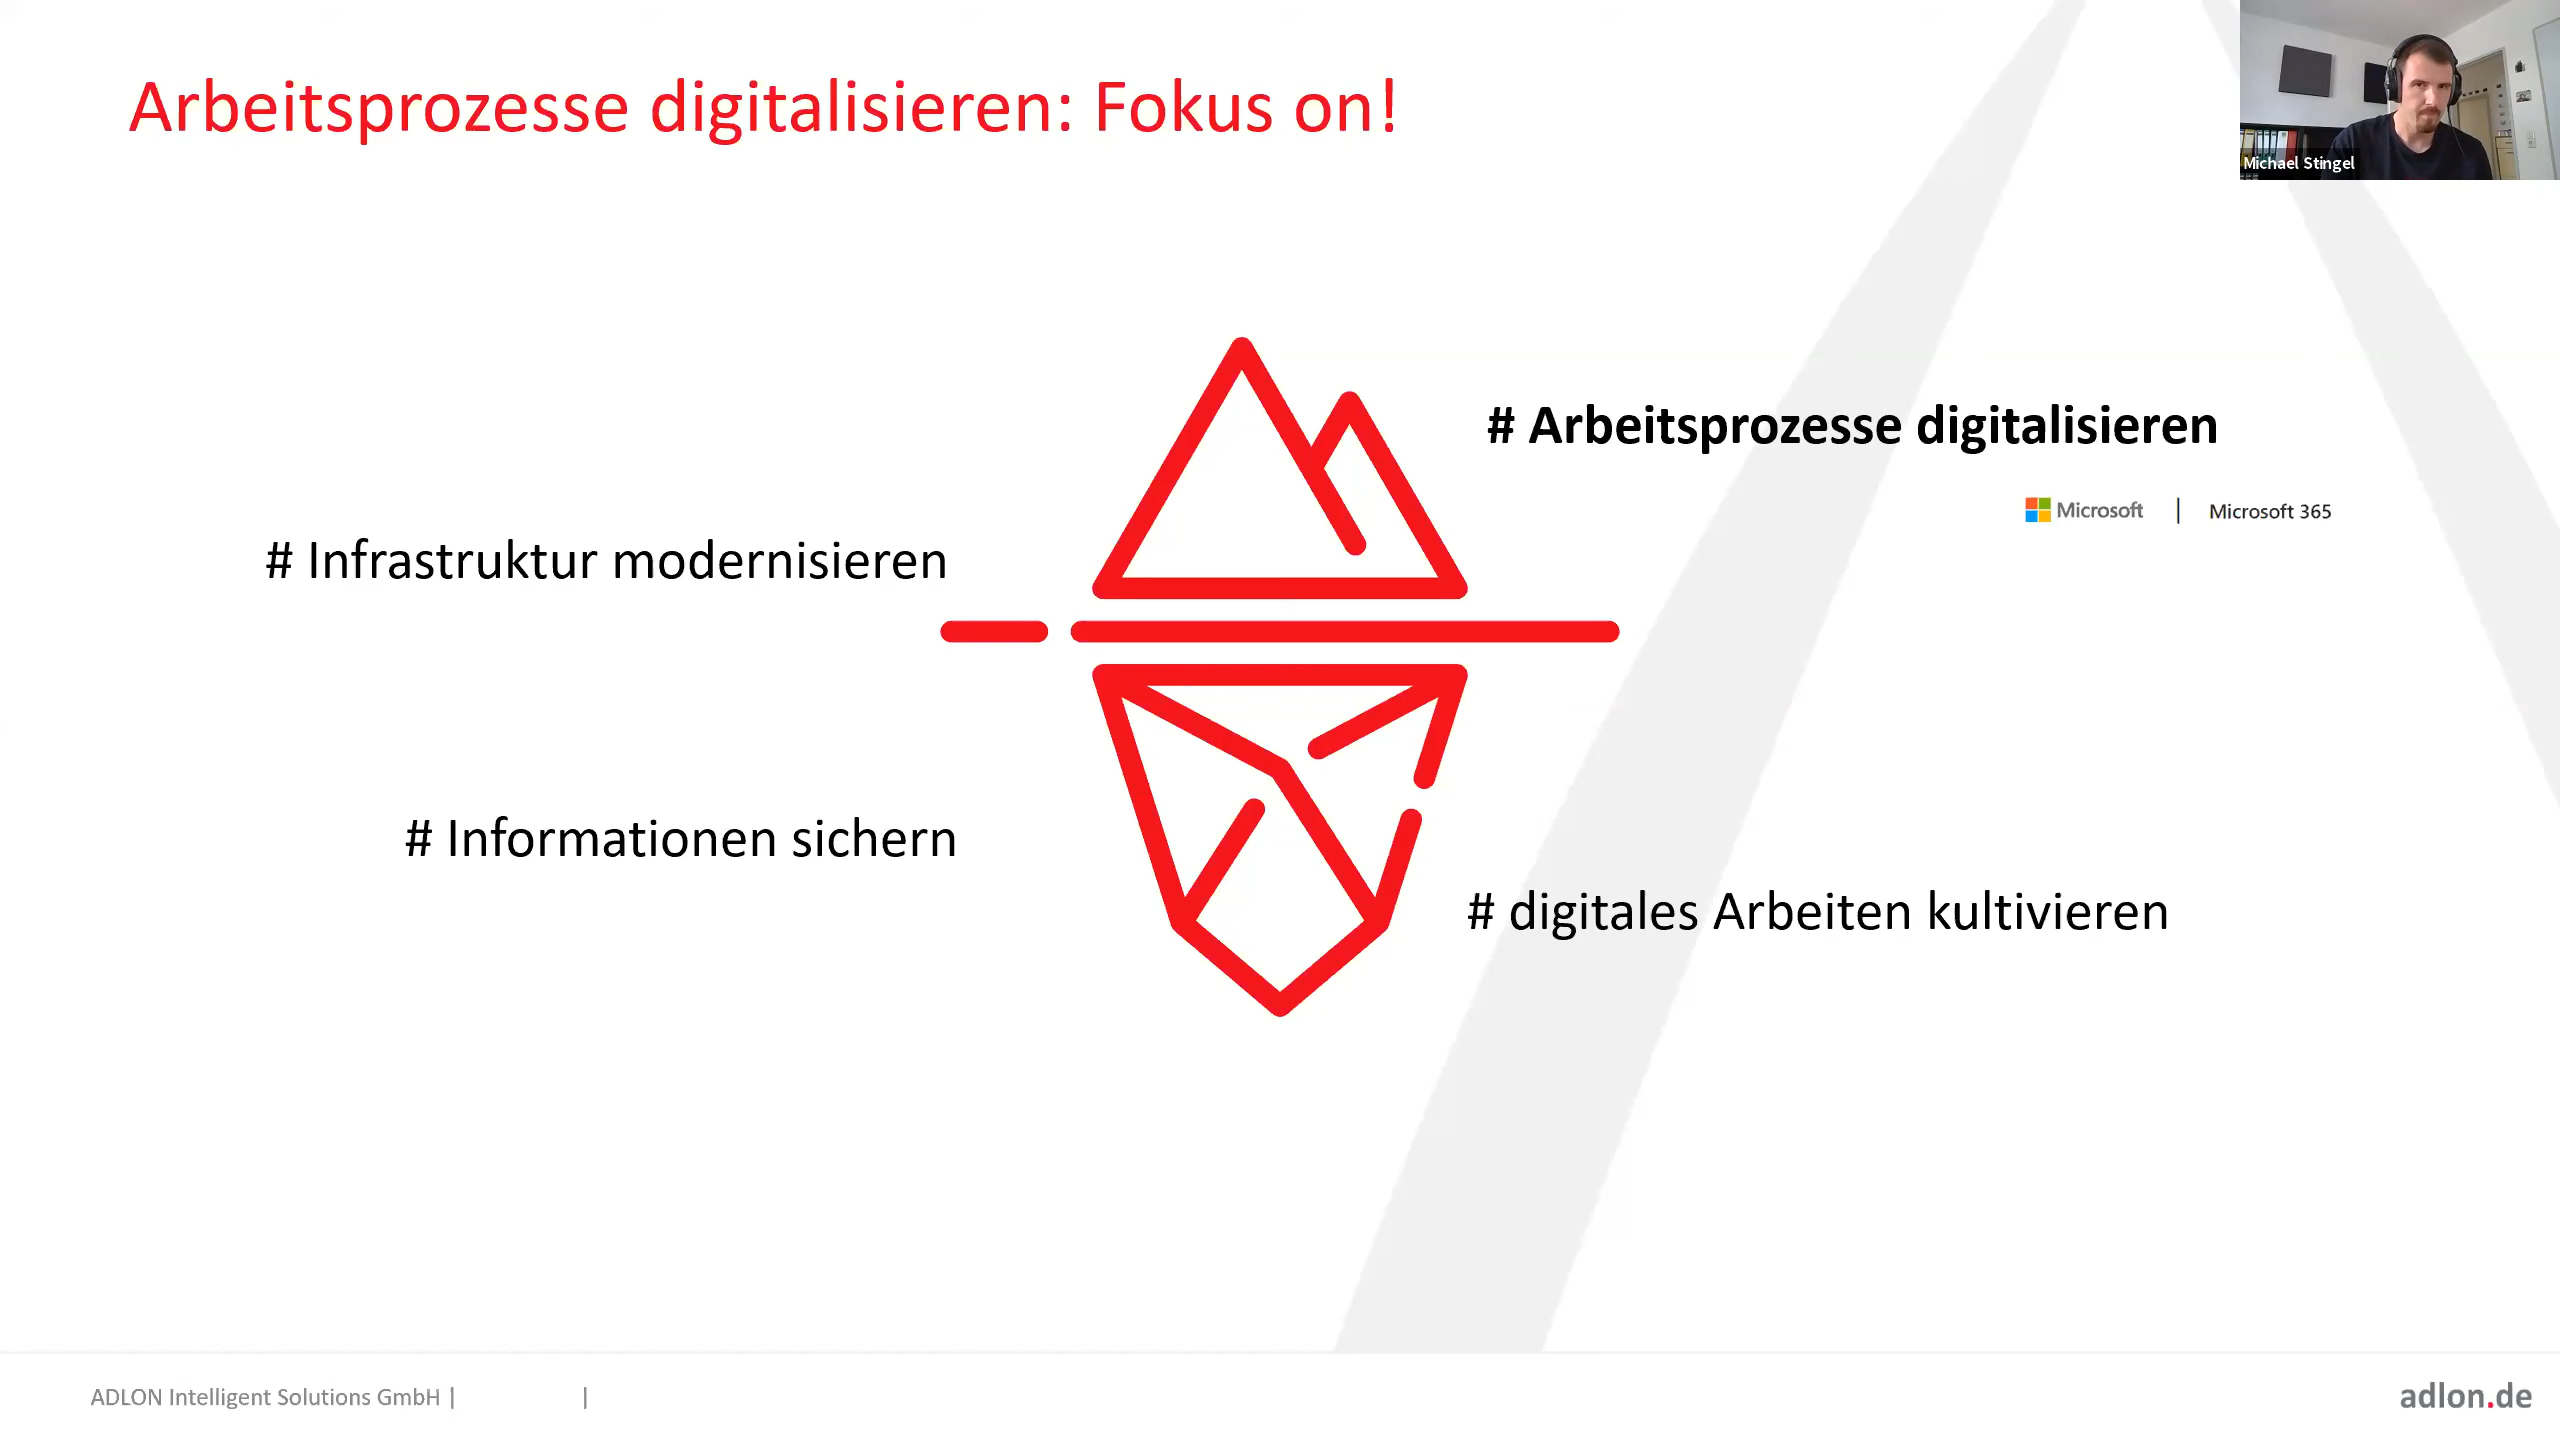 Arbeitsprozesse digitalisieren: Fokus on!
Michael Stingel
# Arbeitsprozesse digitalisieren
Microsoft | Microsoft 365
# Infrastruktur modernisieren
# Informationen sichern
# digitales Arbeiten kultivieren
ADLON Intelligent Solutions GmbH | |
adlon.de